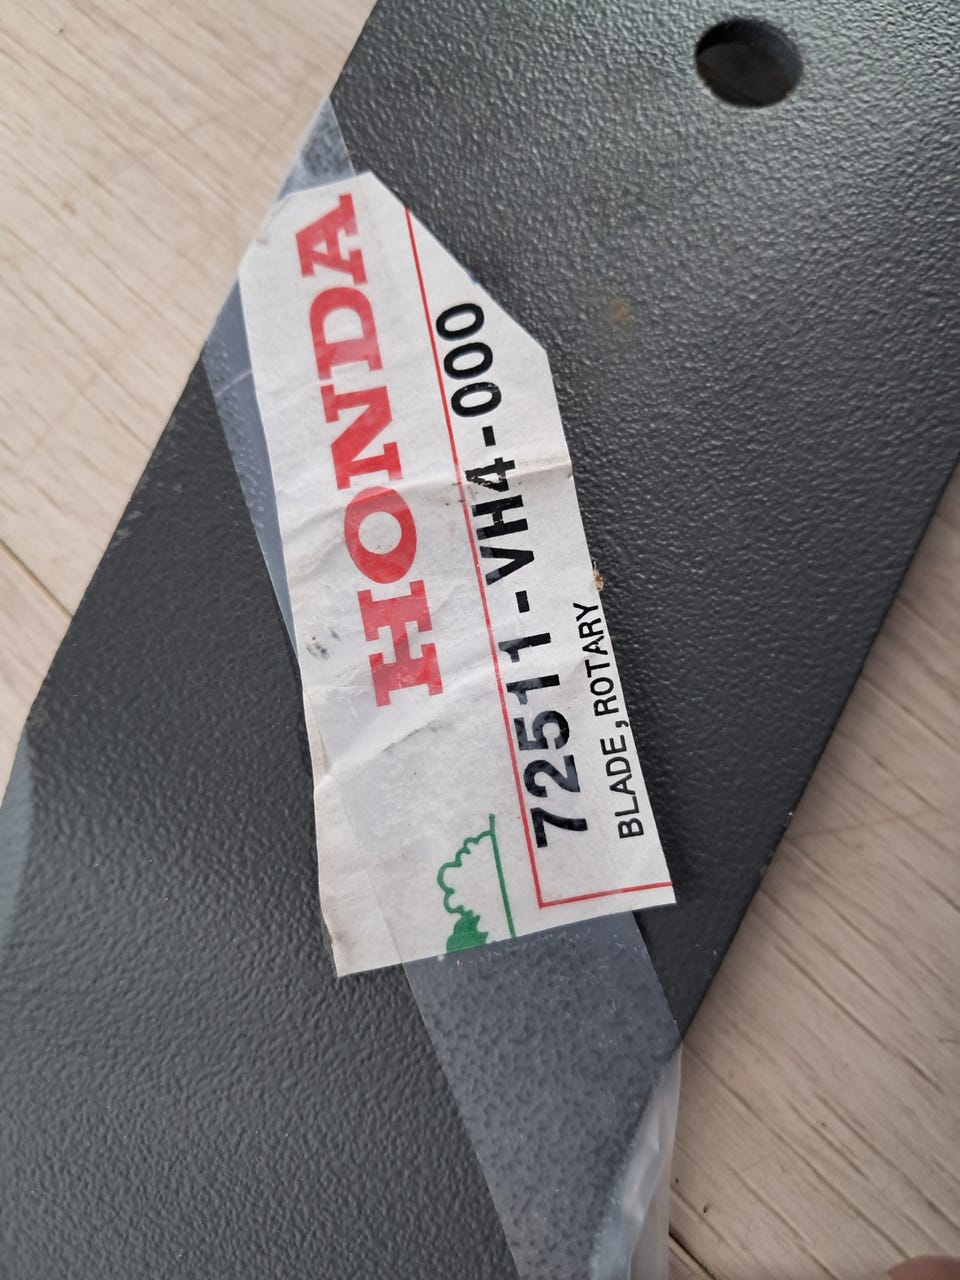 HONDA
72511-VH4-000
BLADE,ROTARY